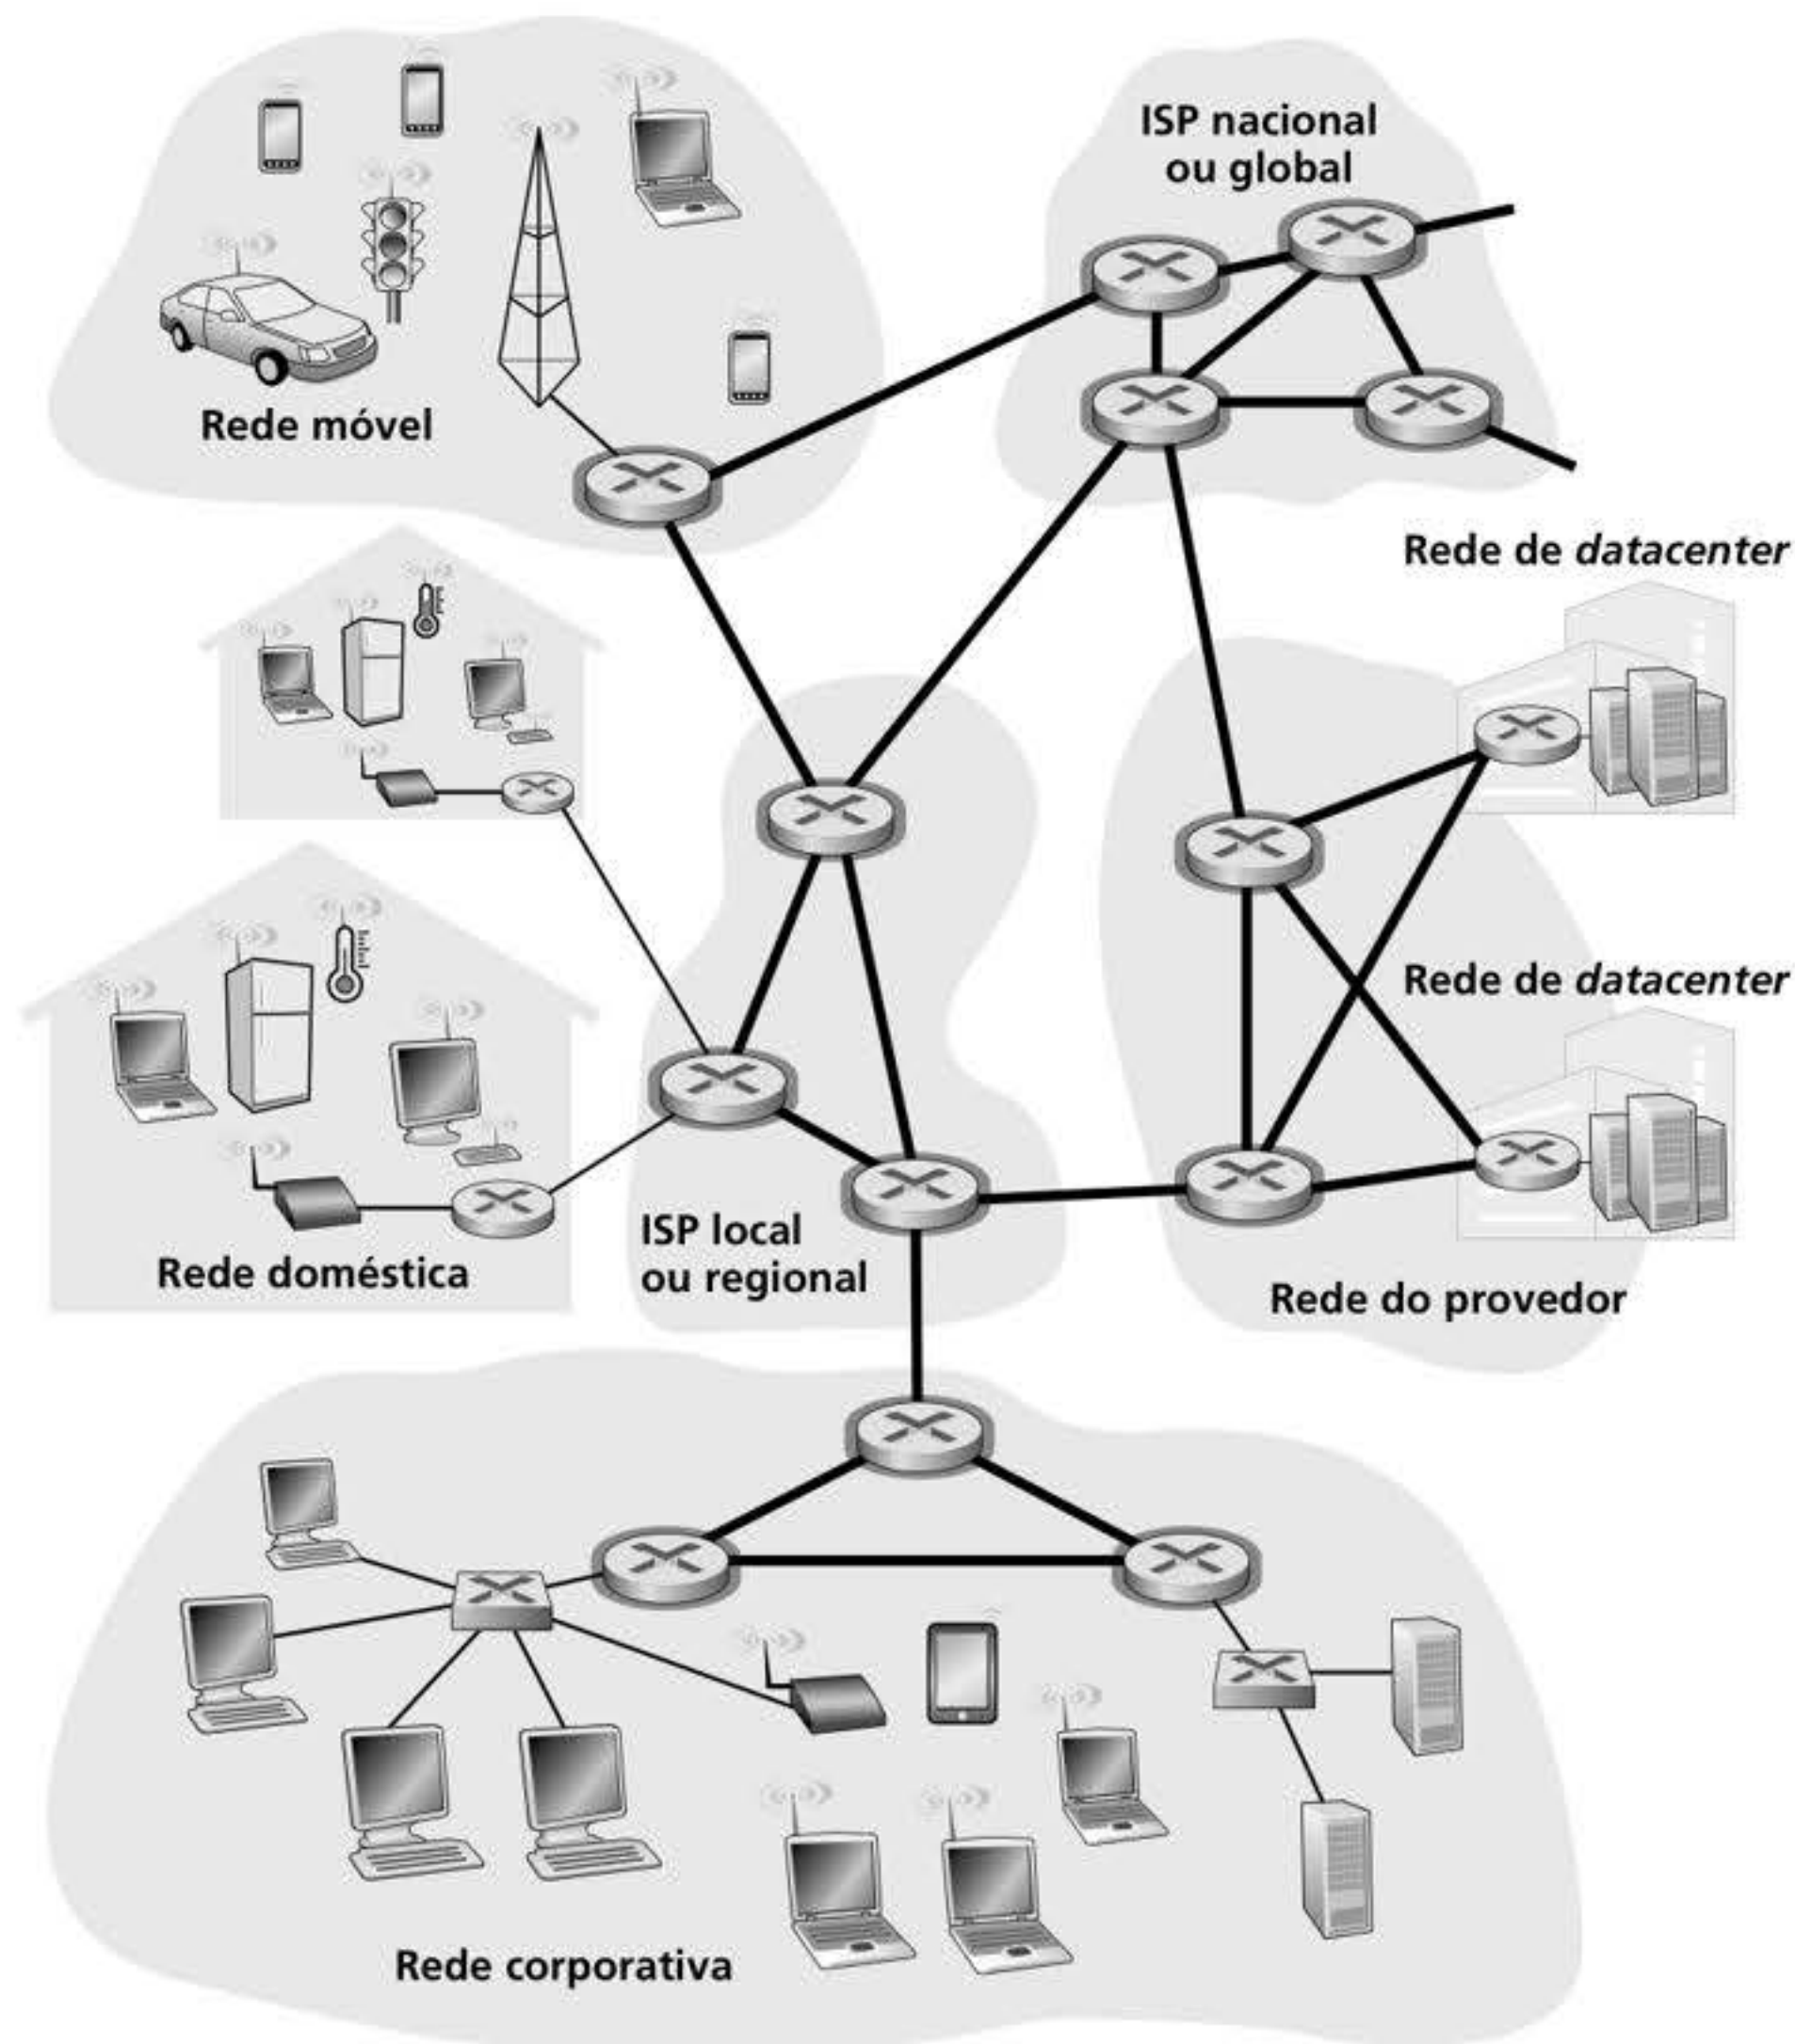 ISP nacional
ou global
Rede móvel
Rede de datacenter
Rede de datacenter
ISP local
ou regional
Rede doméstica
Rede do provedor
Rede corporativa